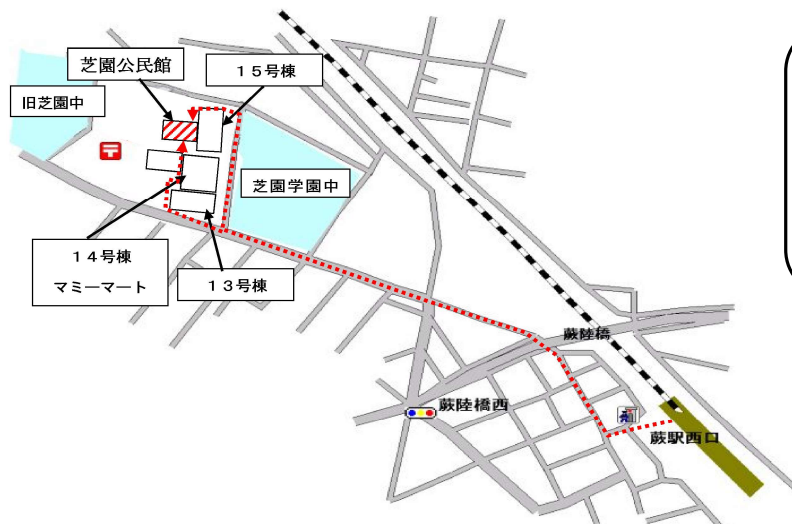 芝園公民館
１５号棟
旧芝園中
〒
芝園学園中
１４号棟
マミーマート
１３号棟
蕨陸橋
蕨陸橋西
蕨駅西口